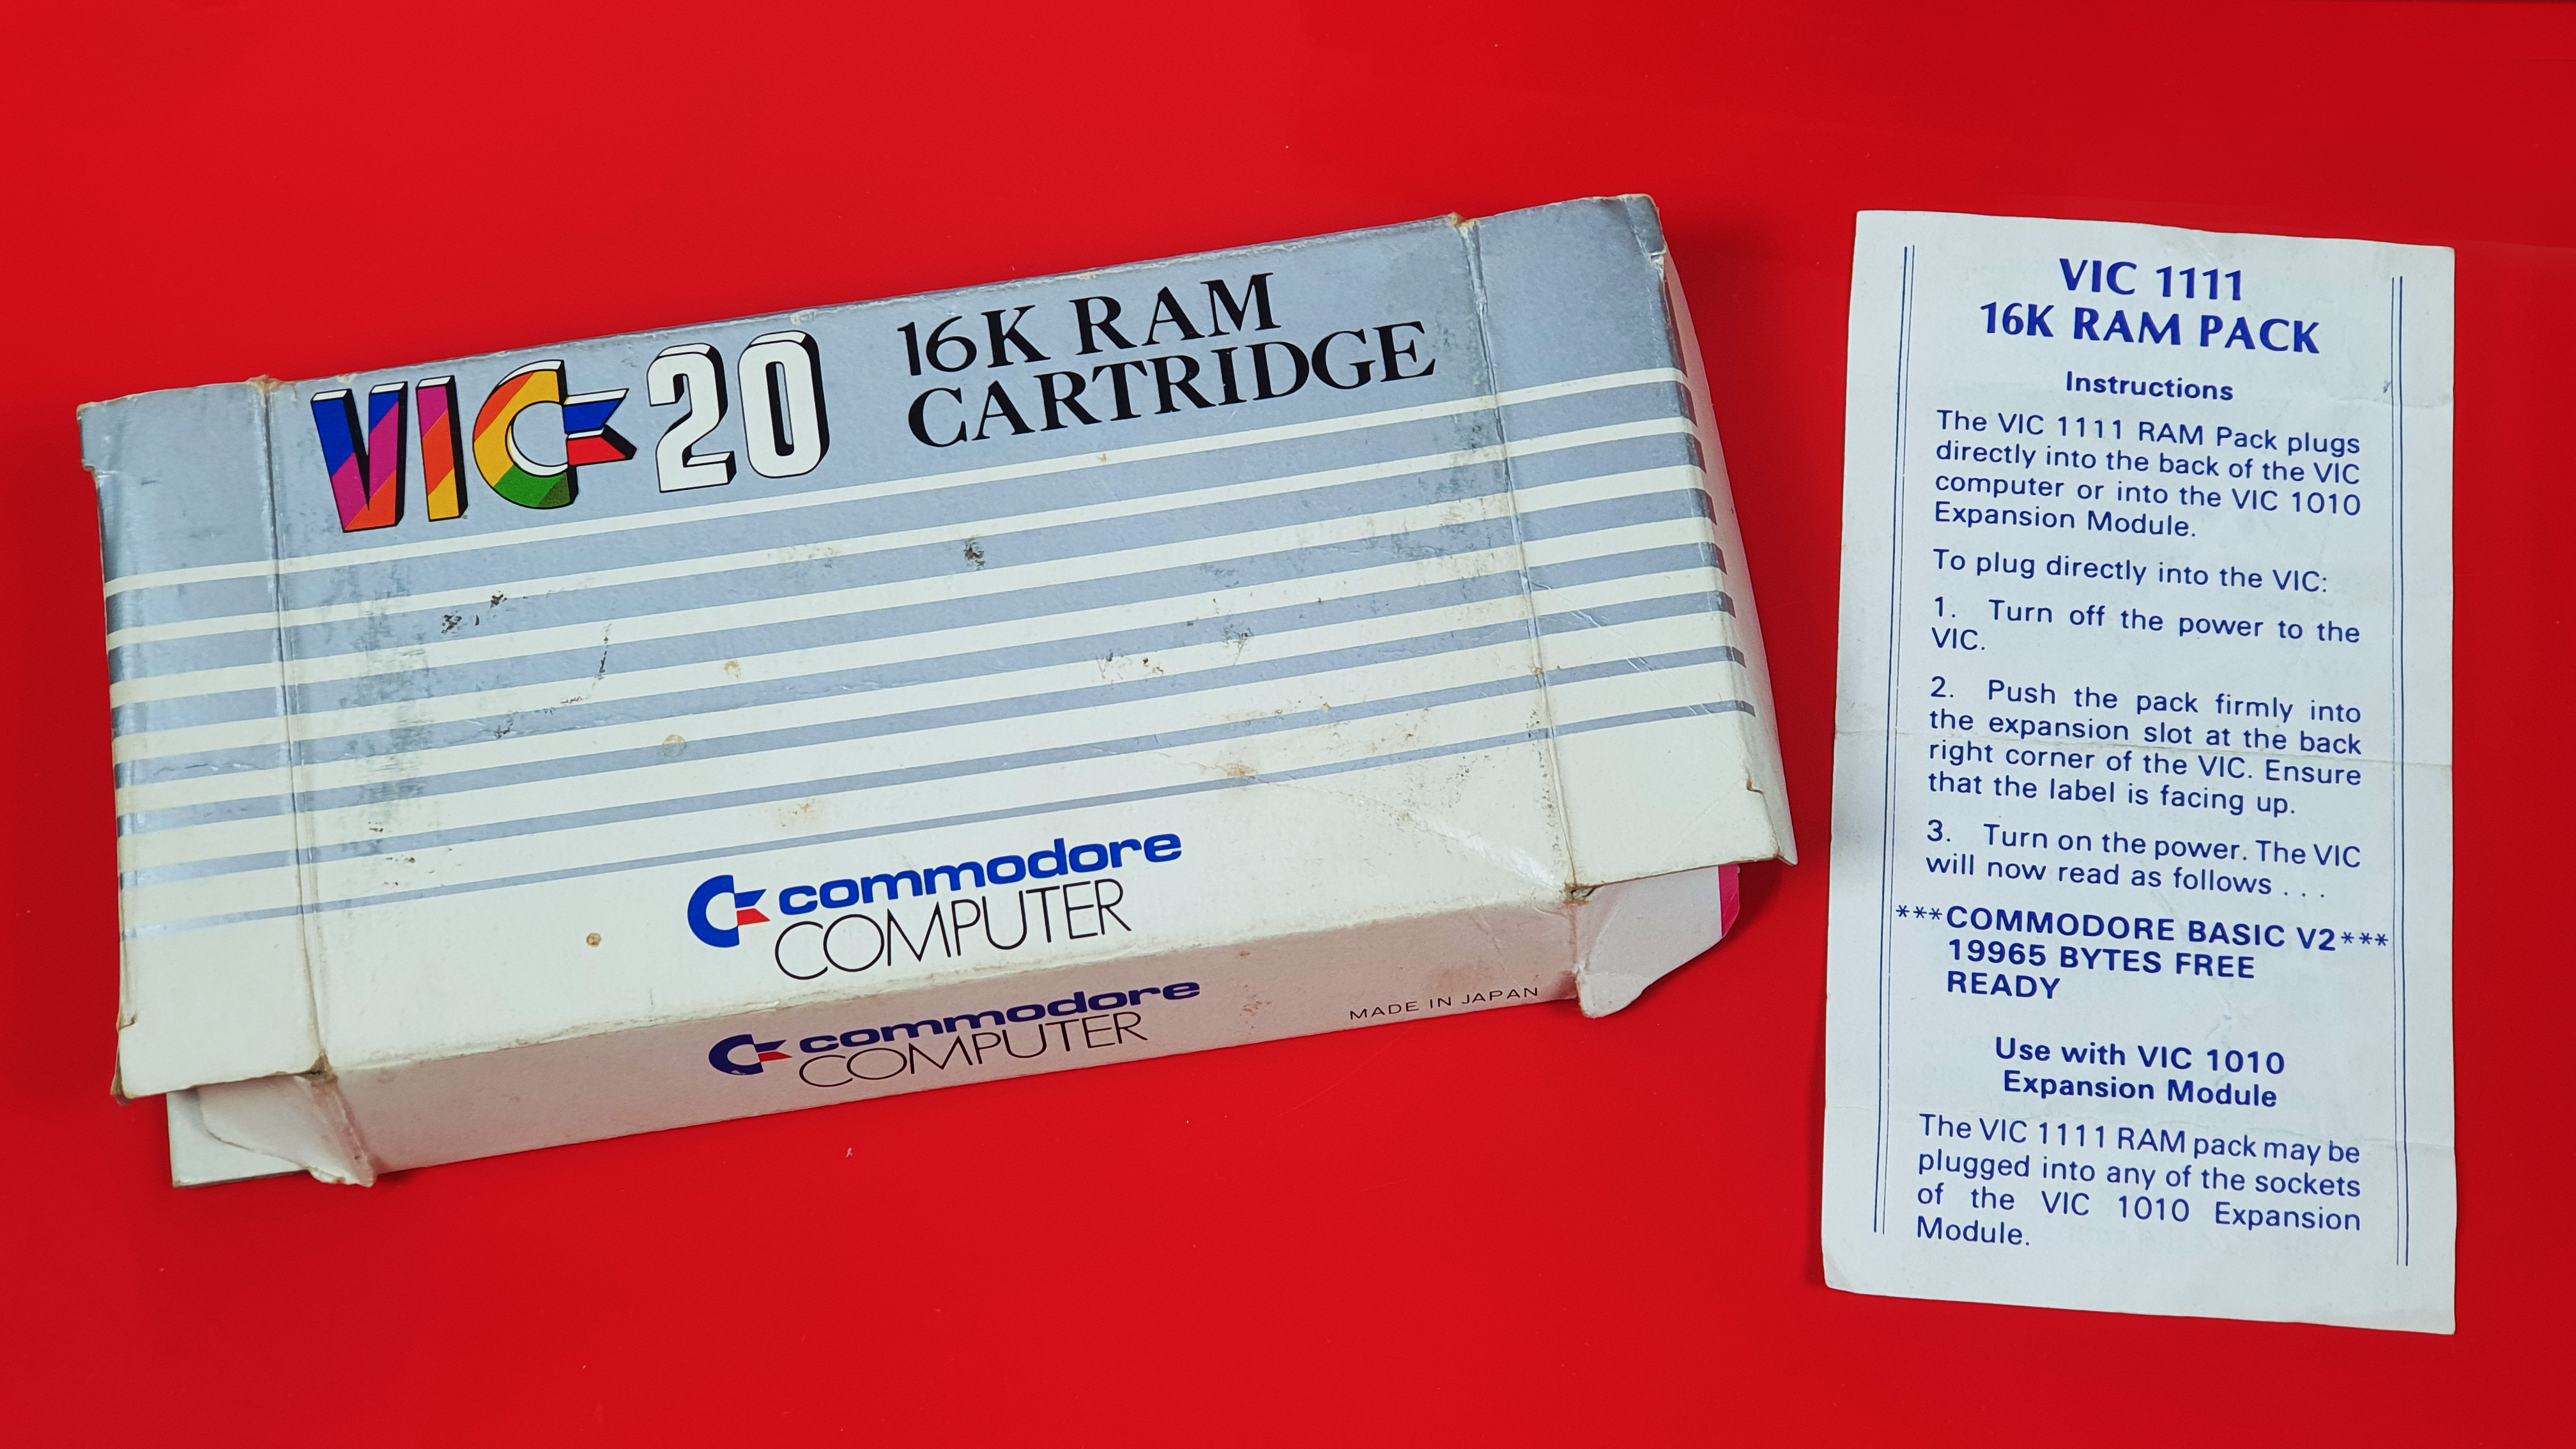 VIC-20
16K RAM
CARTRIDGE
commodore
COMPUTER
commodore
COMPUTER
MADE IN JAPAN
VIC 1111
16K RAM PACK
Instructions
The VIC 1111 RAM Pack plugs
directly into the back of the VIC
computer or into the VIC 1010
Expansion Module.
To plug directly into the VIC:
1. Turn off the power to the
VIC.
2. Push the pack firmly into
the expansion slot at the back
right corner of the VIC. Ensure
that the label is facing up.
3. Turn on the power. The VIC
will now read as follows . . .
***COMMODORE BASIC V2***
19965 BYTES FREE
READY
Use with VIC 1010
Expansion Module
The VIC 1111 RAM pack may be
plugged into any of the sockets
of the VIC 1010 Expansion
Module.